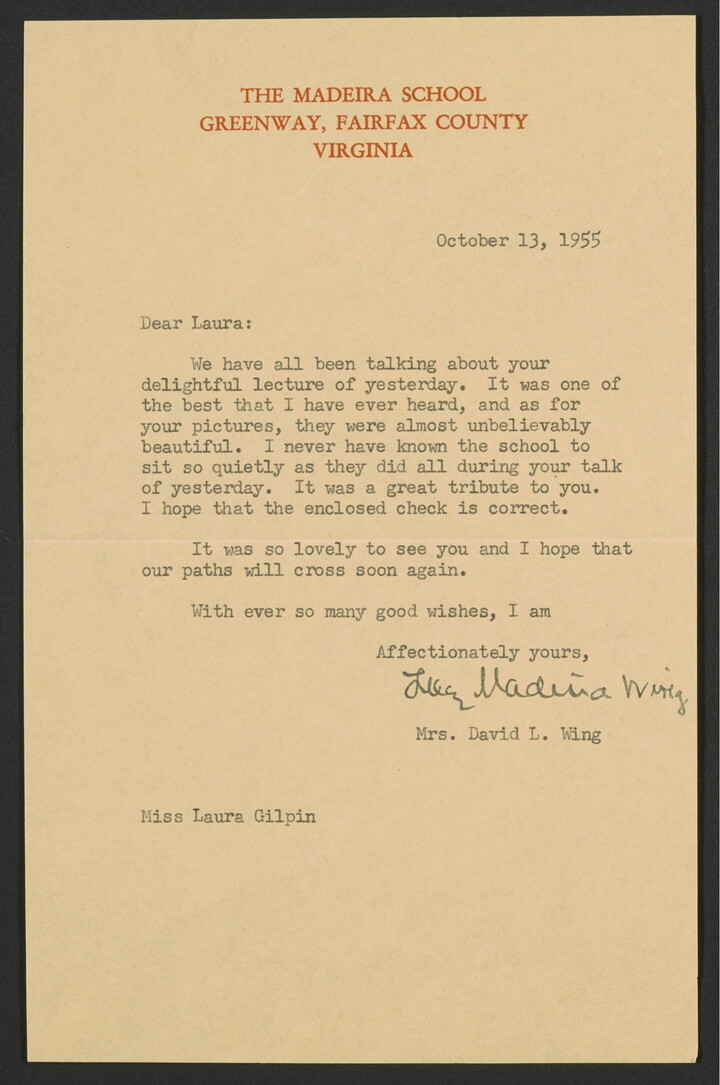 THE MADEIRA SCHOOL
GREENWAY, FAIRFAX COUNTY
VIRGINIA
October 13, 1955
Dear Laura:
We have all been talking about your
delightful lecture of yesterday. It was one of
the best that I have ever heard, and as for
your pictures, they were almost unbelievably
beautiful. I never have known the school to
sit so quietly as they did all during your talk
of yesterday. It was a great tribute to you.
I hope that the enclosed check is correct.
It was so lovely to see you and I hope that
our paths will cross soon again.
With ever so many good wishes, I am
Affectionately yours,
Lucy Madeira Wing
Mrs. David L. Wing
Miss Laura Gilpin